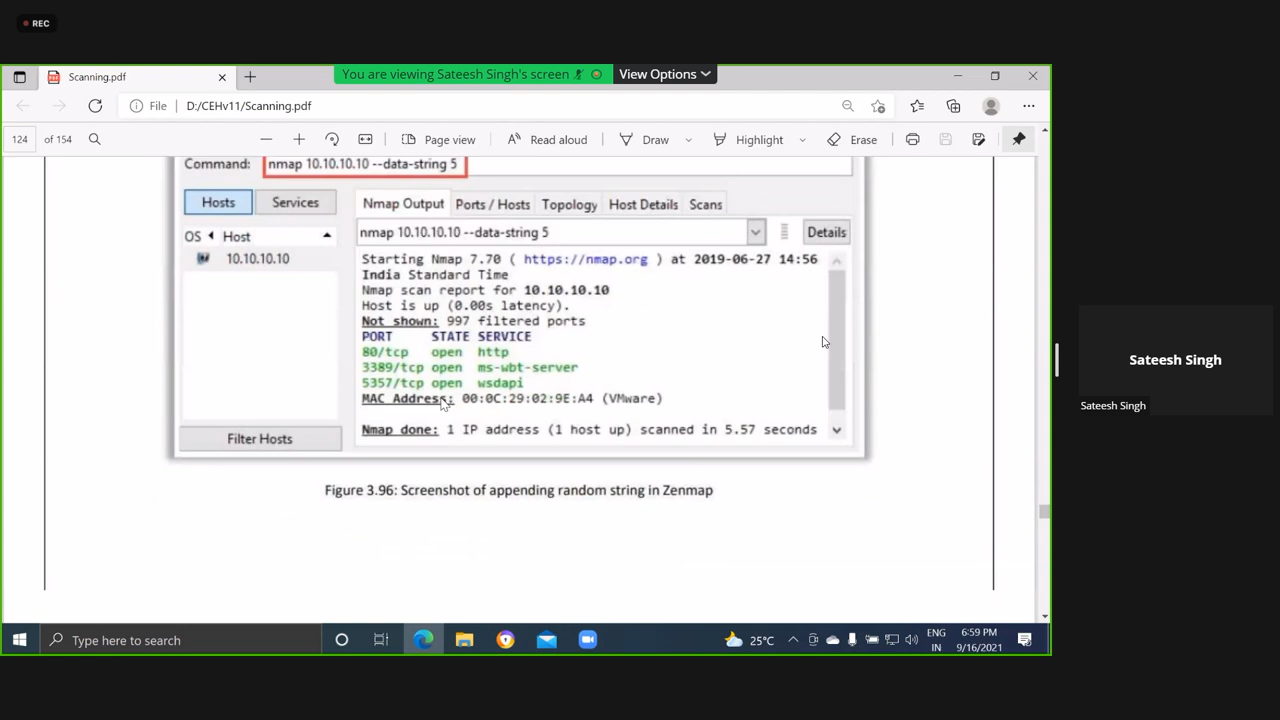 REC
Scanning.pdf
You are viewing Sateesh Singh's screen
View Options
File
D:/CEHv11/Scanning.pdf
124 of 154
Page view
Read aloud
Draw
Highlight
Erase
Command: nmap 10.10.10.10 --data-string 5
Hosts
Services
Nmap Output
Ports / Hosts
Topology
Host Details
Scans
OS
Host
nmap 10.10.10.10 --data-string 5
Details
10.10.10.10
Starting Nmap 7.70 ( https://nmap.org ) at 2019-06-27 14:56
India Standard Time
Nmap scan report for 10.10.10.10
Host is up (0.00s latency).
Not shown: 997 filtered ports
PORT STATE SERVICE
80/tcp open http
3389/tcp open ms-wbt-server
5357/tcp open wsdapi
MAC Address: 00:0C:29:02:9E:A4 (VMware)
Nmap done: 1 IP address (1 host up) scanned in 5.57 seconds
Filter Hosts
Figure 3.96: Screenshot of appending random string in Zenmap
Sateesh Singh
Sateesh Singh
Type here to search
25°C
ENG
IN
6:59 PM
9/16/2021